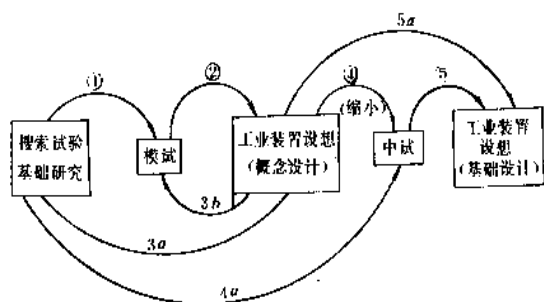 5a
①
②
④
⑤
(缩小)
搜索试验
基础研究
模试
工业装置设想
(概念设计)
中试
工业装置
设想
(基础设计)
3b
3a
4a